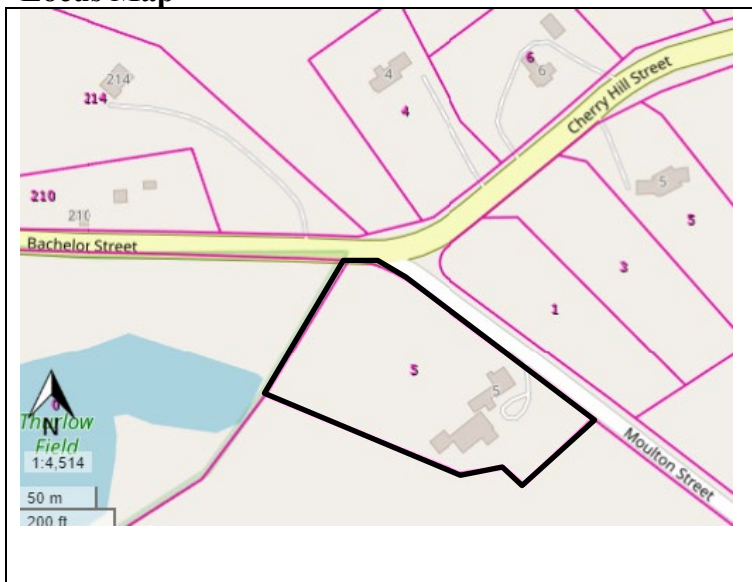 Locus Map
214
214
4
4
6
6
Cherry Hill Street
210
210
Bachelor Street
5
5
3
1
5
5
0
N
Thurlow
Field
1:4,514
50 m
200 ft
Moulton Street